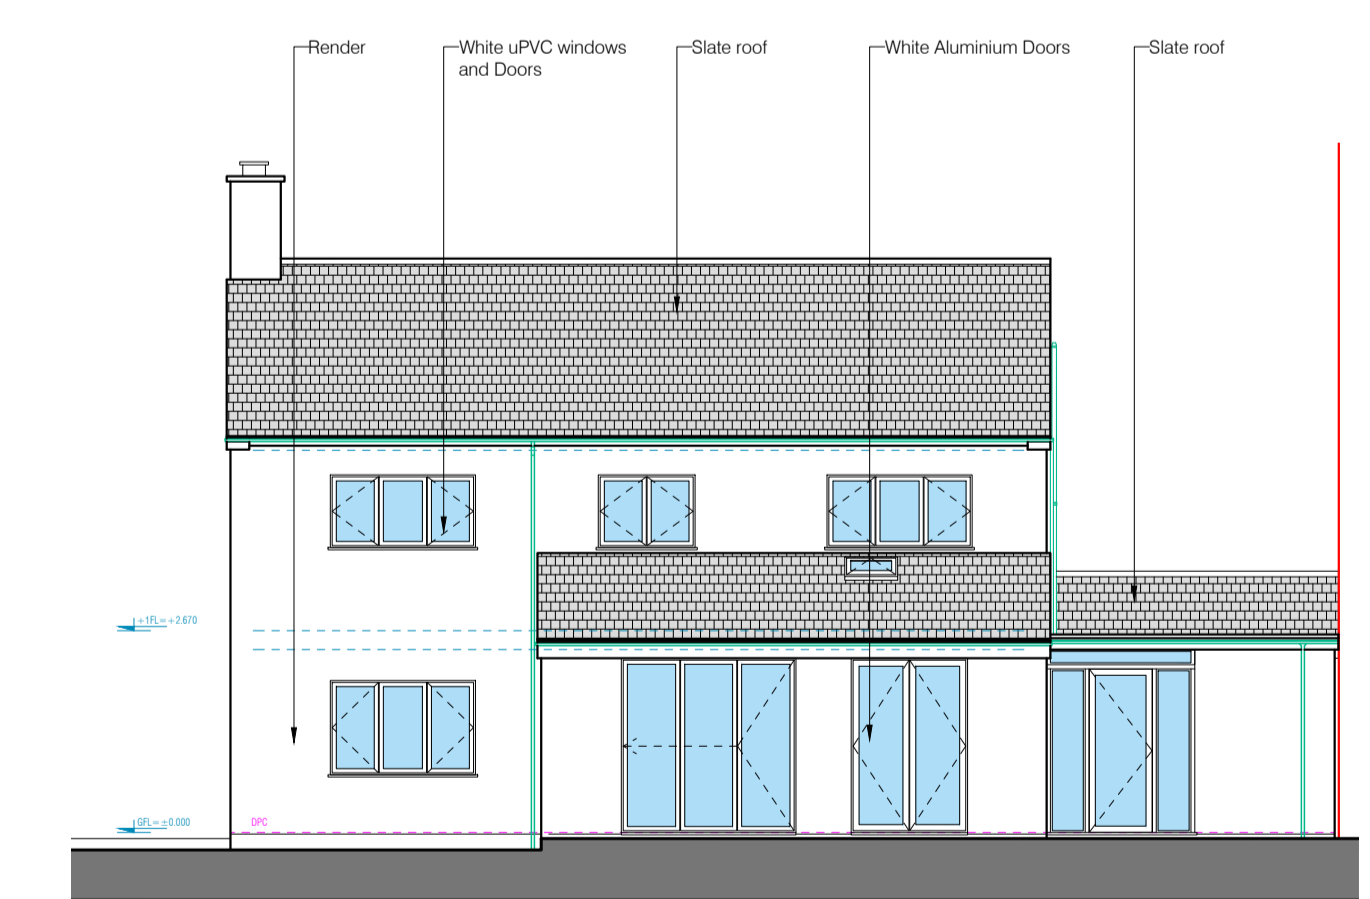 Render
White uPVC windows
and Doors
Slate roof
White Aluminium Doors
Slate roof
+1FL=+2.670
GFL=±0.000
DPC